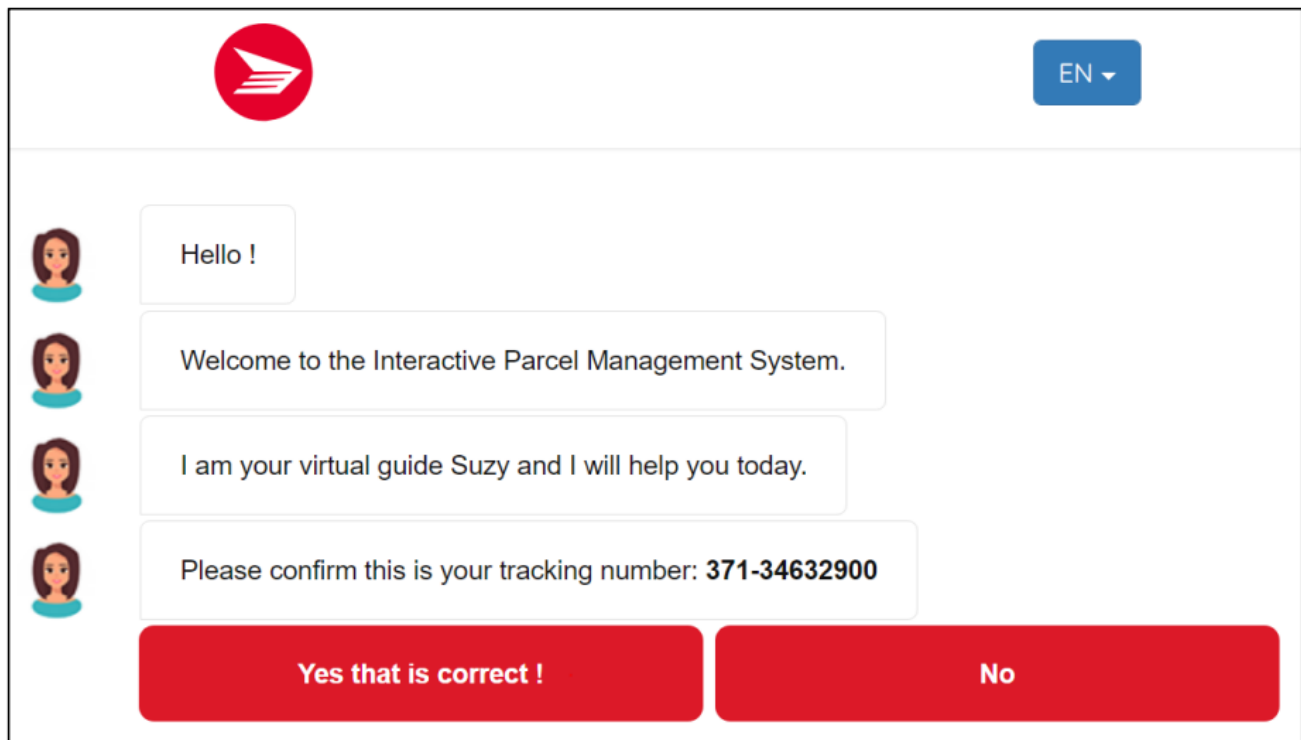 EN
Hello !
Welcome to the Interactive Parcel Management System.
I am your virtual guide Suzy and I will help you today.
Please confirm this is your tracking number: 371-34632900
Yes that is correct !
No